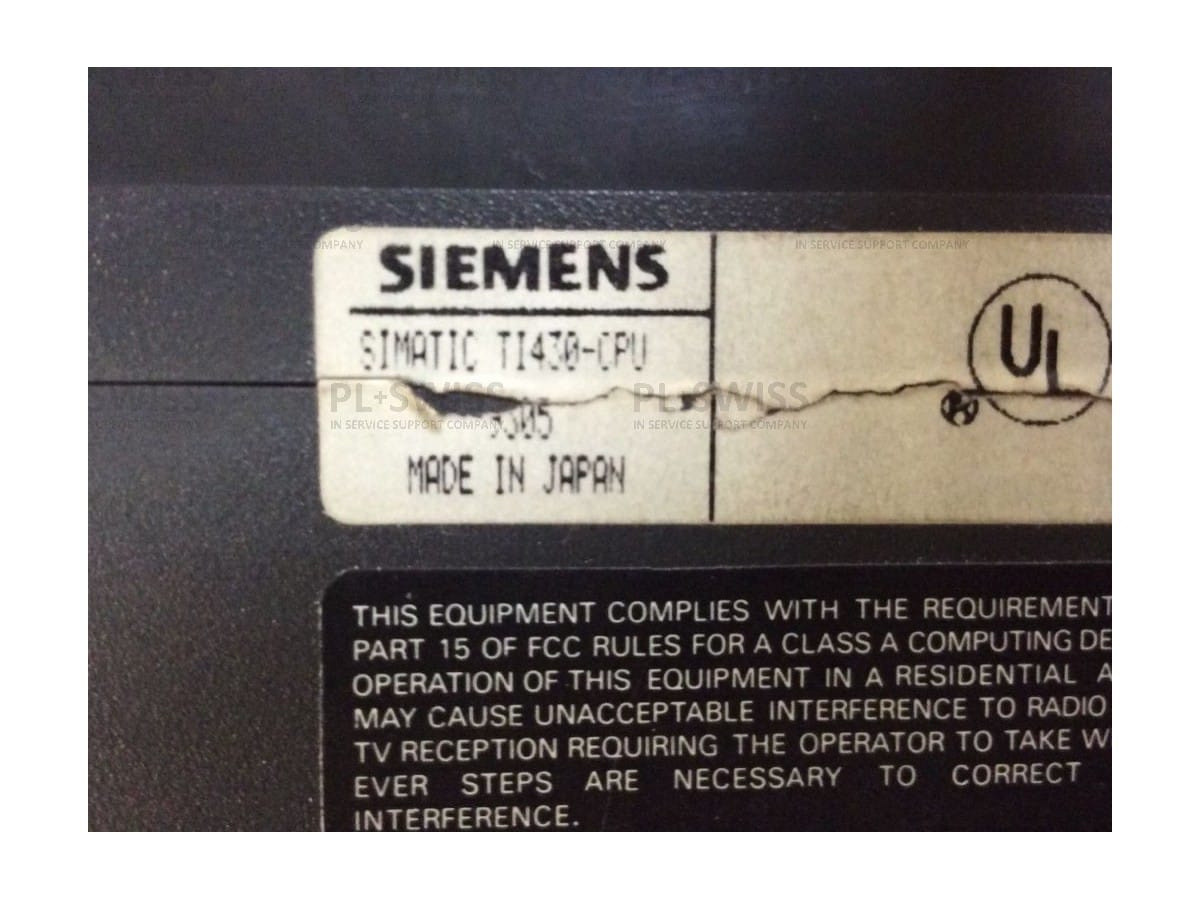 SIEMENS
SIMATIC TI430-CPU
MADE IN JAPAN
UL
THIS EQUIPMENT COMPLIES WITH THE REQUIREMENT
PART 15 OF FCC RULES FOR A CLASS A COMPUTING DE
OPERATION OF THIS EQUIPMENT IN A RESIDENTIAL A
MAY CAUSE UNACCEPTABLE INTERFERENCE TO RADIO
TV RECEPTION REQUIRING THE OPERATOR TO TAKE W
EVER STEPS ARE NECESSARY TO CORRECT
INTERFERENCE.
PL+SWISS
IN SERVICE SUPPORT COMPANY
PL+SWISS
IN SERVICE SUPPORT COMPANY
IN SERVICE SUPPORT COMPANY
IN SERVICE SUPPORT COMPANY